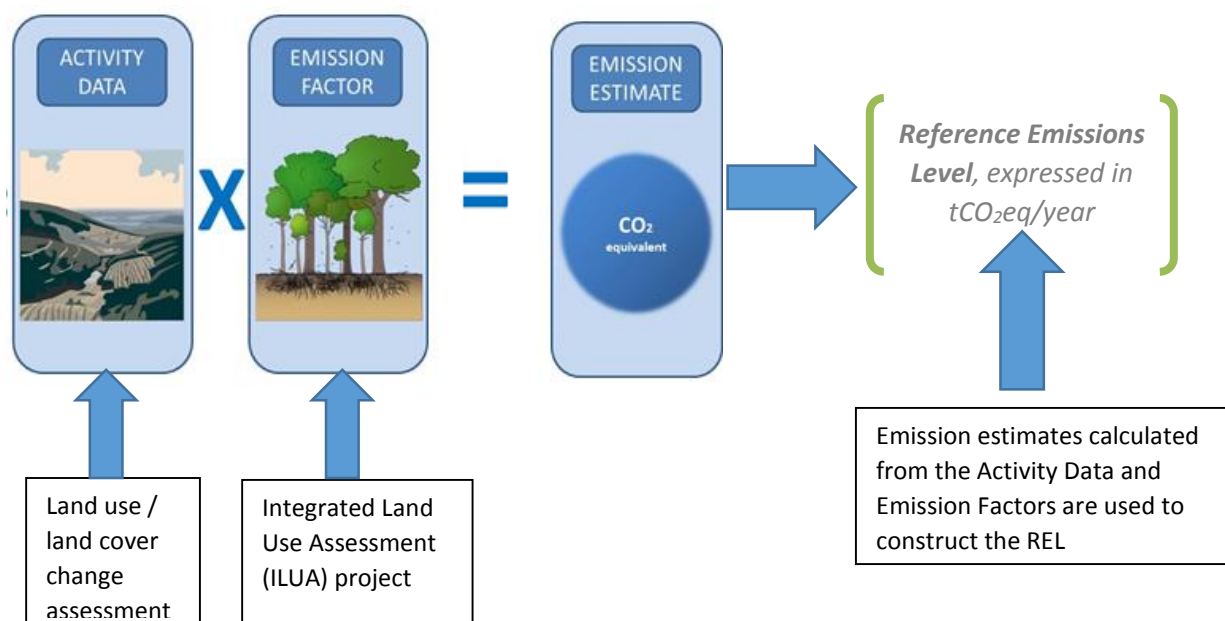 ACTIVITY
DATA
X
EMISSION
FACTOR
=
EMISSION
ESTIMATE
CO₂
equivalent
Reference Emissions
Level, expressed in
tCO₂eq/year
Land use /
land cover
change
assessment
Integrated Land
Use Assessment
(ILUA) project
Emission estimates calculated
from the Activity Data and
Emission Factors are used to
construct the REL